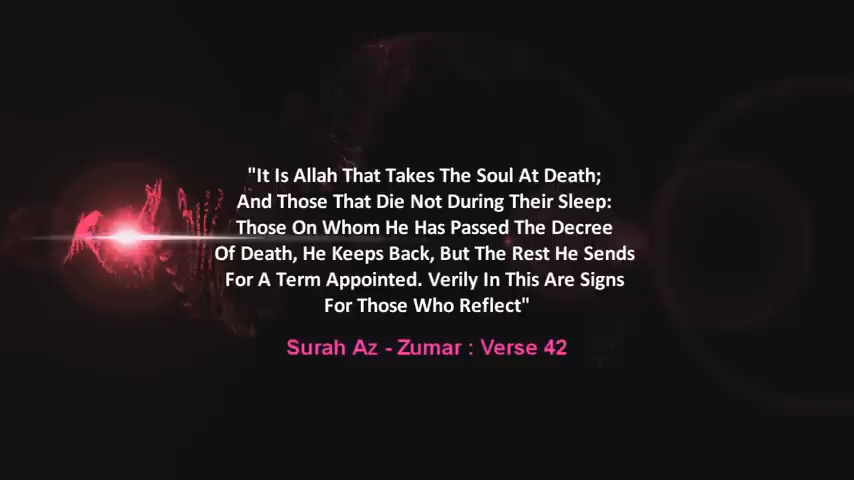 "It Is Allah That Takes The Soul At Death;
And Those That Die Not During Their Sleep:
Those On Whom He Has Passed The Decree
Of Death, He Keeps Back, But The Rest He Sends
For A Term Appointed. Verily In This Are Signs
For Those Who Reflect"
Surah Az - Zumar : Verse 42